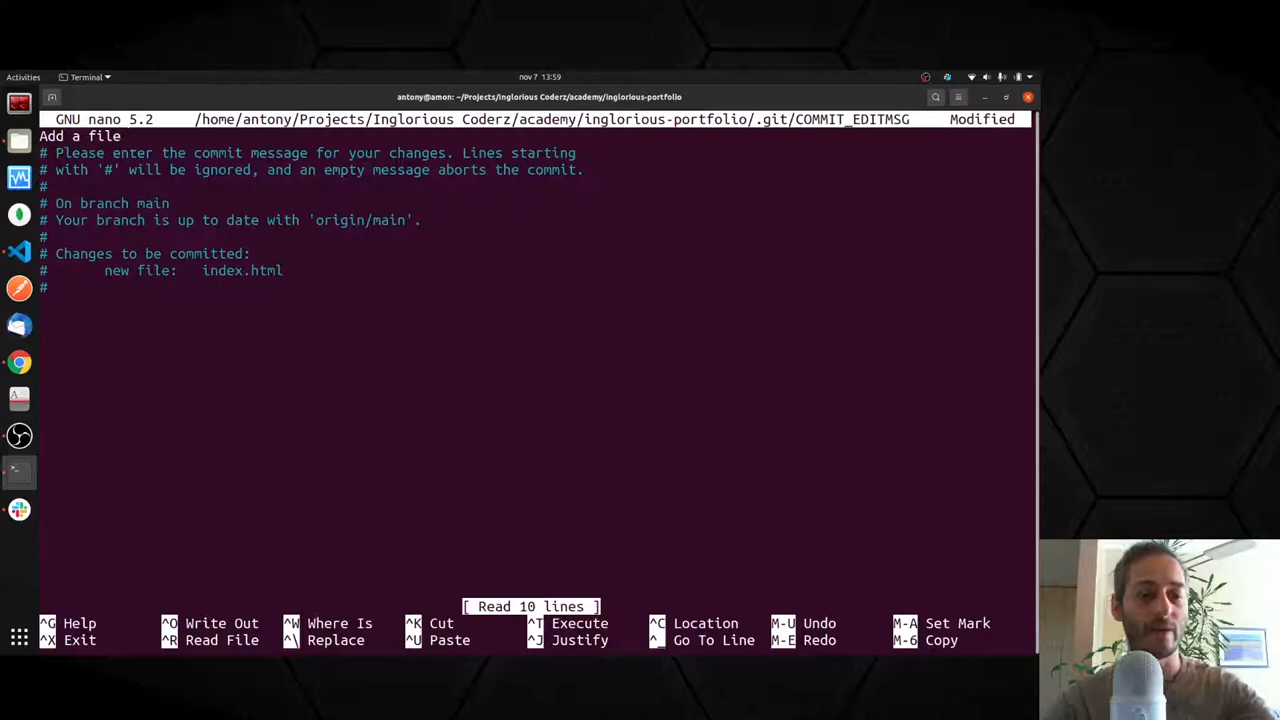 Activities Terminal nov 7 13:59
antony@amon: ~/Projects/Inglorious Coderz/academy/inglorious-portfolio
GNU nano 5.2 /home/antony/Projects/Inglorious Coderz/academy/inglorious-portfolio/.git/COMMIT_EDITMSG Modified
Add a file
# Please enter the commit message for your changes. Lines starting
# with '#' will be ignored, and an empty message aborts the commit.
#
# On branch main
# Your branch is up to date with 'origin/main'.
#
# Changes to be committed:
# new file: index.html
#
[ Read 10 lines ]
^G Help ^O Write Out ^W Where Is ^K Cut ^T Execute ^C Location M-U Undo M-A Set Mark
^X Exit ^R Read File ^\ Replace ^U Paste ^J Justify ^_ Go To Line M-E Redo M-6 Copy